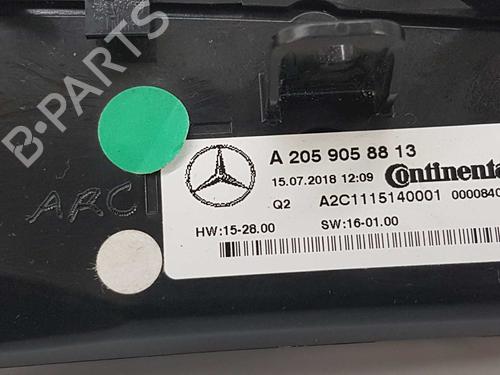 B-PARTS
ARC
A 205 905 88 13
15.07.2018 12:09
Continental
Q2 A2C1115140001 0000840
HW:15-28.00 SW:16-01.00